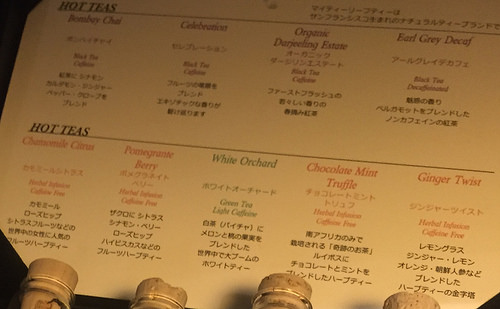 HOT TEAS
マイティーリーフティーは
サンフランシスコ生まれのナチュラルティーブランドで
Bombay Chai
ボンベイチャイ
Black Tea
Caffeine
紅茶に シナモン
カルダモン・ジンジャー
ペッパー・クローブを
ブレンド
Celebration
セレブレーション
Black Tea
Caffeine
フルーツの
ブレンド
エキゾチックな香りが
駆け巡ります
Organic
Darjeeling Estate
オーガニック
ダージリンエステート
Black Tea
Caffeine
ファーストフラッシュの
若々しい香りの
春摘み紅茶
Earl Grey Decaf
アールグレイデカフェ
Black Tea
Decaffeinated
魅惑の香り
ベルガモットをブレンドした
ノンカフェインの紅茶
HOT TEAS
Chamomile Citrus
カモミールシトラス
Herbal Infusion
Caffeine Free
カモミール
ローズヒップ
シトラスフルーツなどの
世界中の女性に人気の
フルーツハーブティー
Pomegrante
Berry
ポメグラネイト
ベリー
Herbal Infusion
Caffeine Free
ザクロに シトラス
シナモン・ベリー
ローズヒップ
ハイビスカスなどの
フルーツハーブティー
White Orchard
ホワイトオーチャード
Green Tea
Light Caffeine
白茶（パイチャ）に
メロンと桃の果実を
ブレンドした
世界中で大ブームの
ホワイトティー
Chocolate Mint
Truffle
チョコレートミント
トリュフ
Herbal Infusion
Caffeine Free
南アフリカのみで
栽培される「奇跡のお茶」
ルイボスに
チョコレートとミントを
ブレンドしたハーブティー
Ginger Twist
ジンジャーツイスト
Herbal Infusion
Caffeine Free
レモングラス
ジンジャー・レモン
オレンジ・朝鮮人参など
ブレンドした
ハーブティーの金字塔